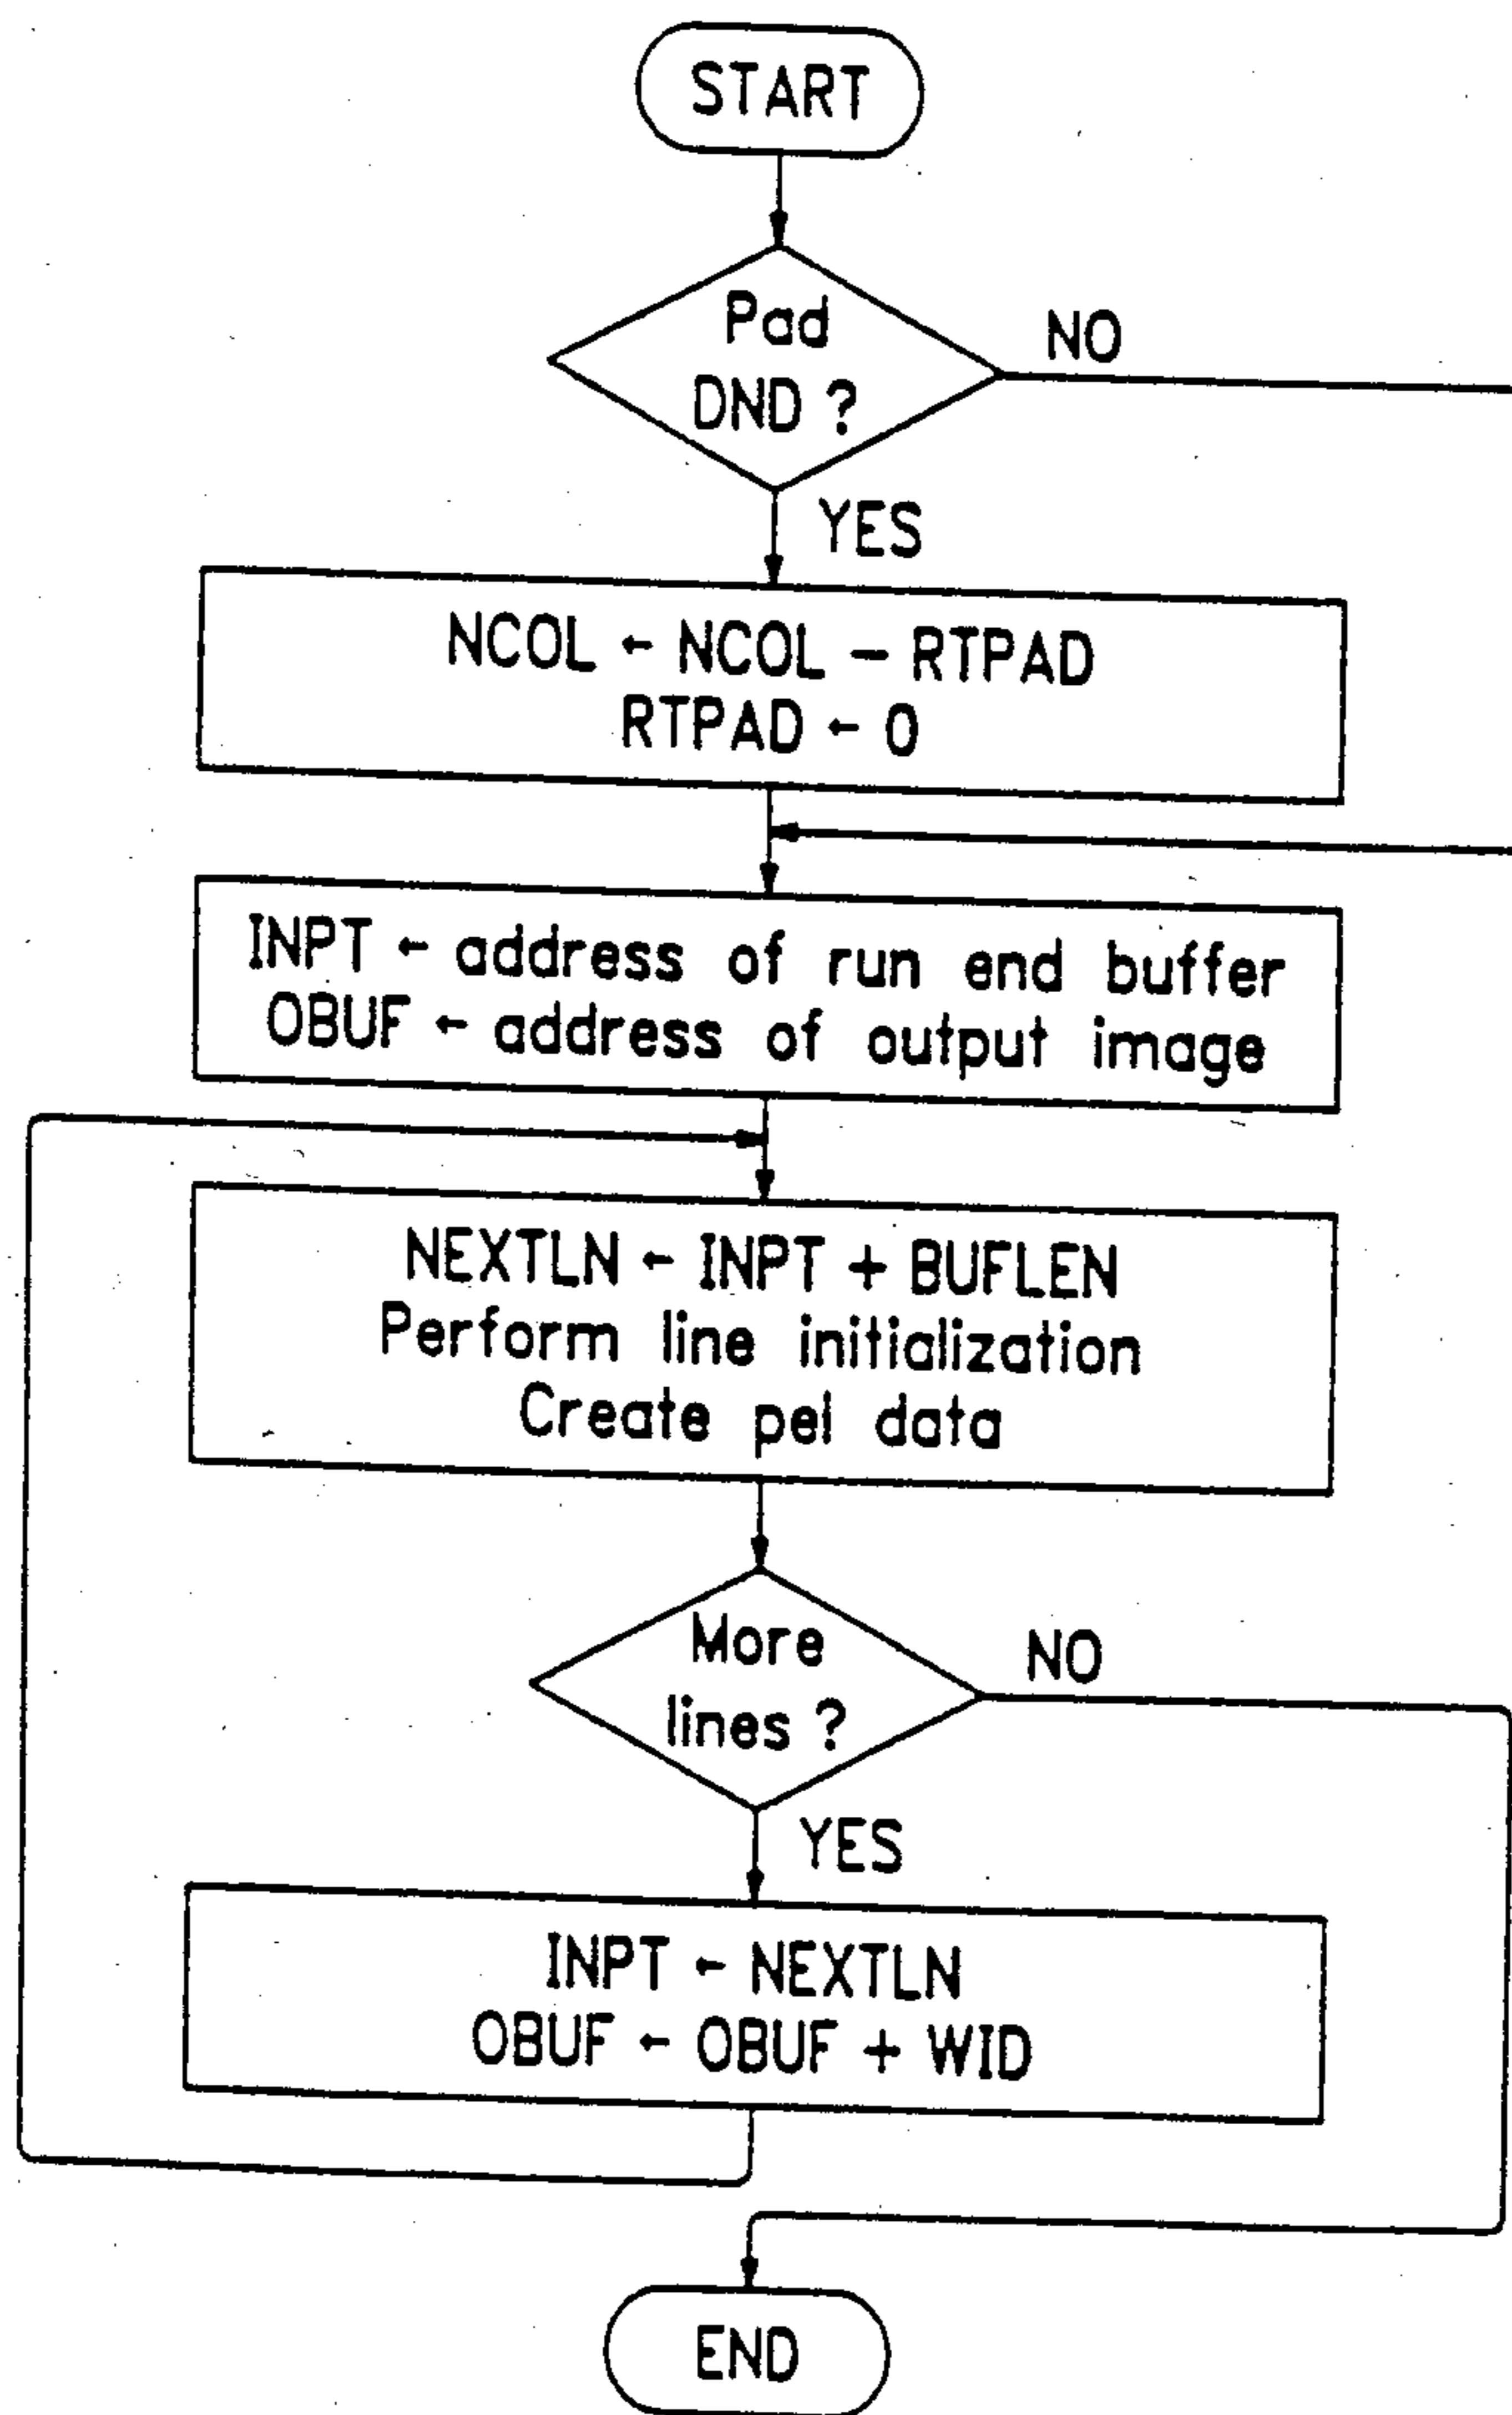 START
Pad
DND ?
NO
YES
NCOL ← NCOL − RTPAD
RTPAD ← 0
INPT ← address of run end buffer
OBUF ← address of output image
NEXTLN ← INPT + BUFLEN
Perform line initialization
Create pel data
More
lines ?
NO
YES
INPT ← NEXTLN
OBUF ← OBUF + WID
END